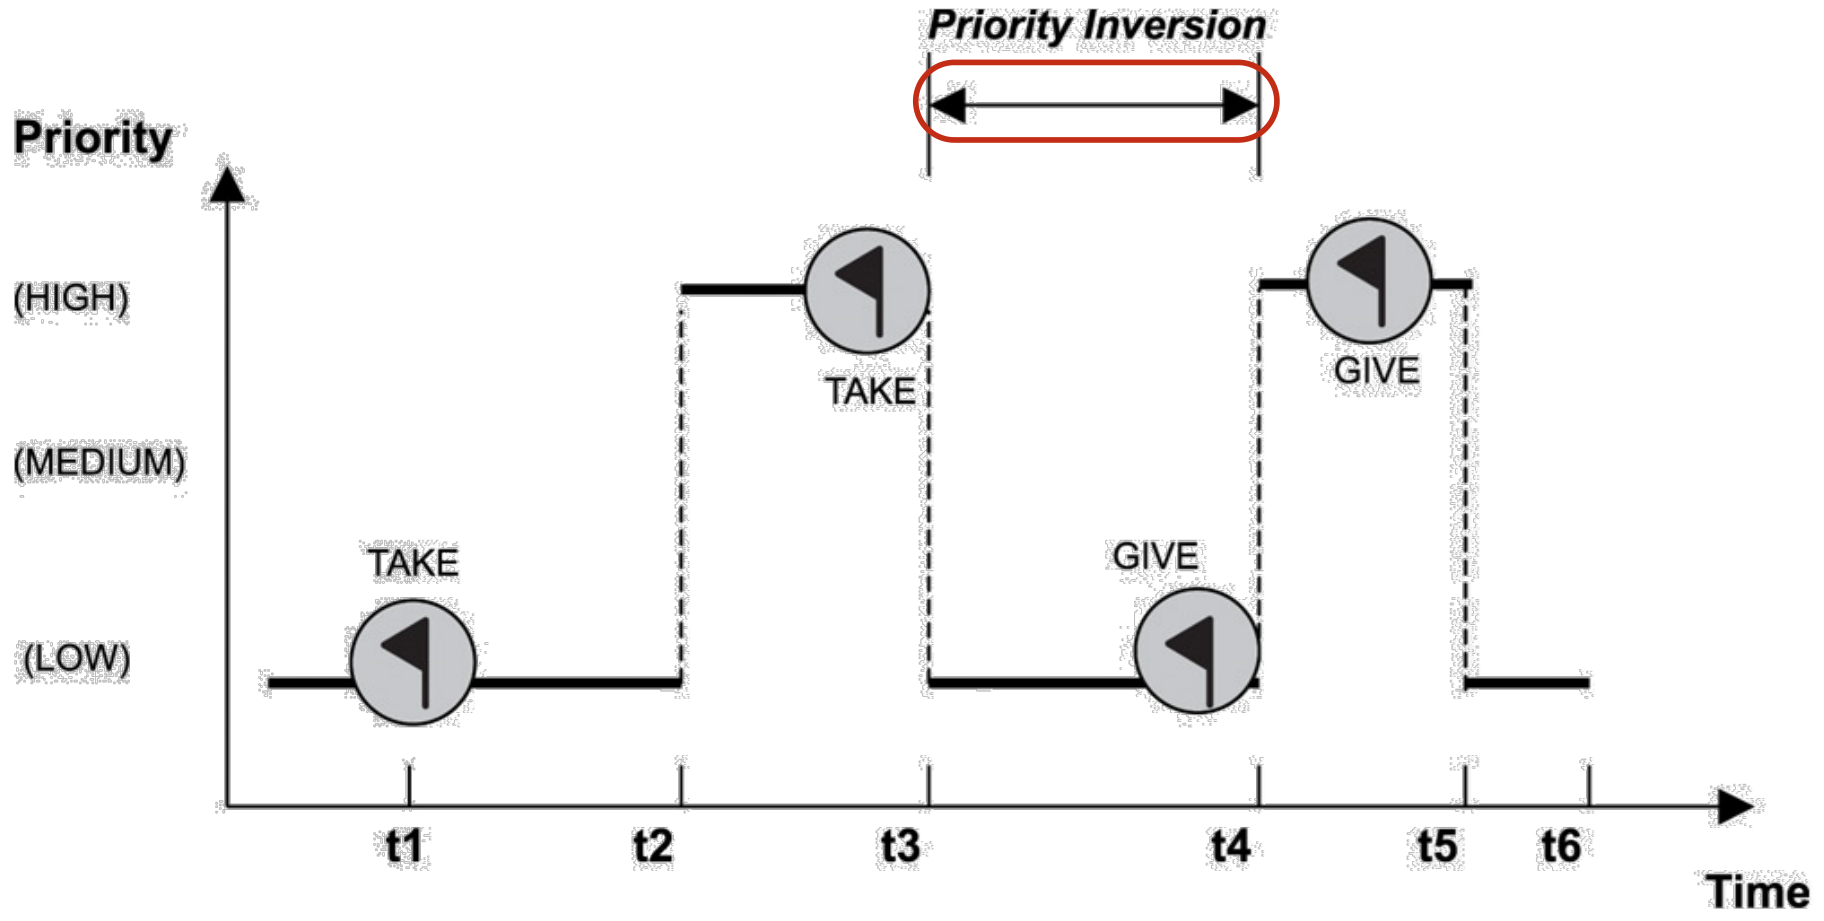 Priority Inversion
Priority
(HIGH)
TAKE
GIVE
(MEDIUM)
TAKE
GIVE
(LOW)
t1 t2 t3 t4 t5 t6
Time